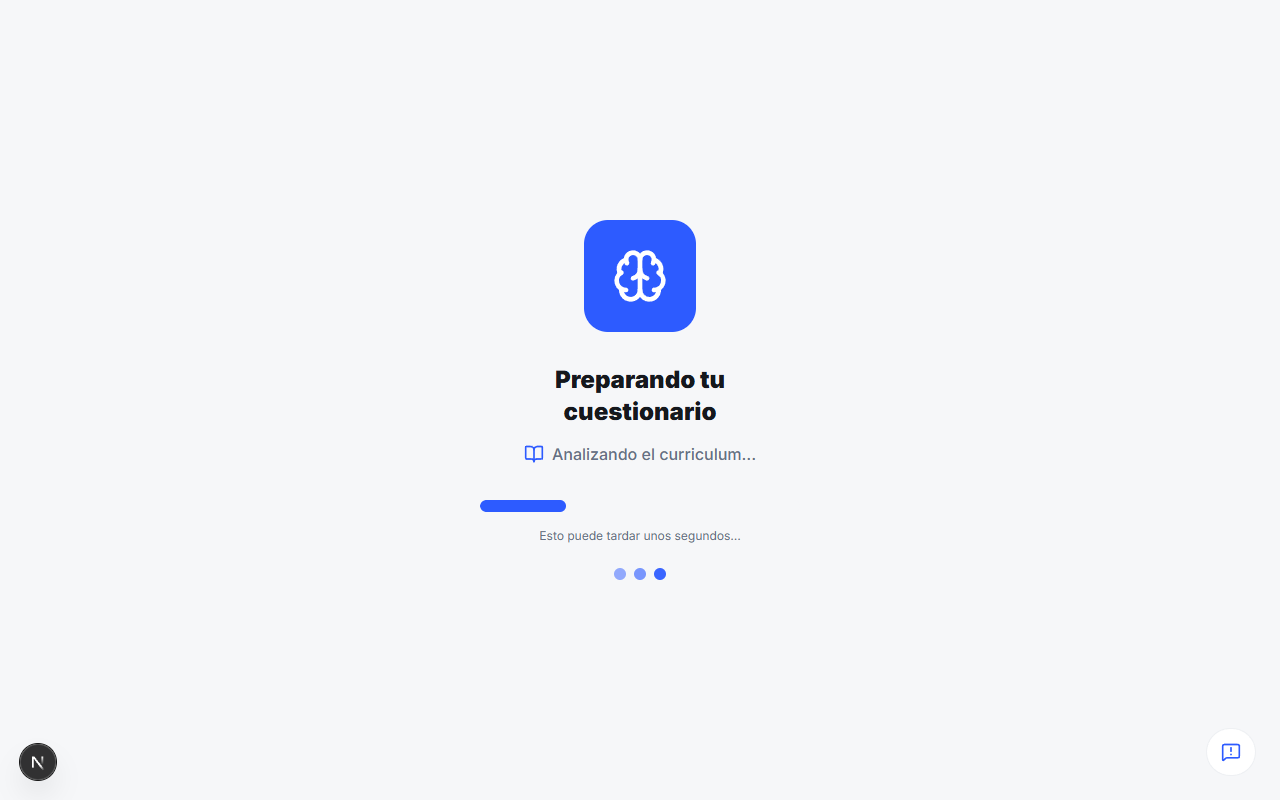 Preparando tu
cuestionario
Analizando el curriculum...
Esto puede tardar unos segundos...
N